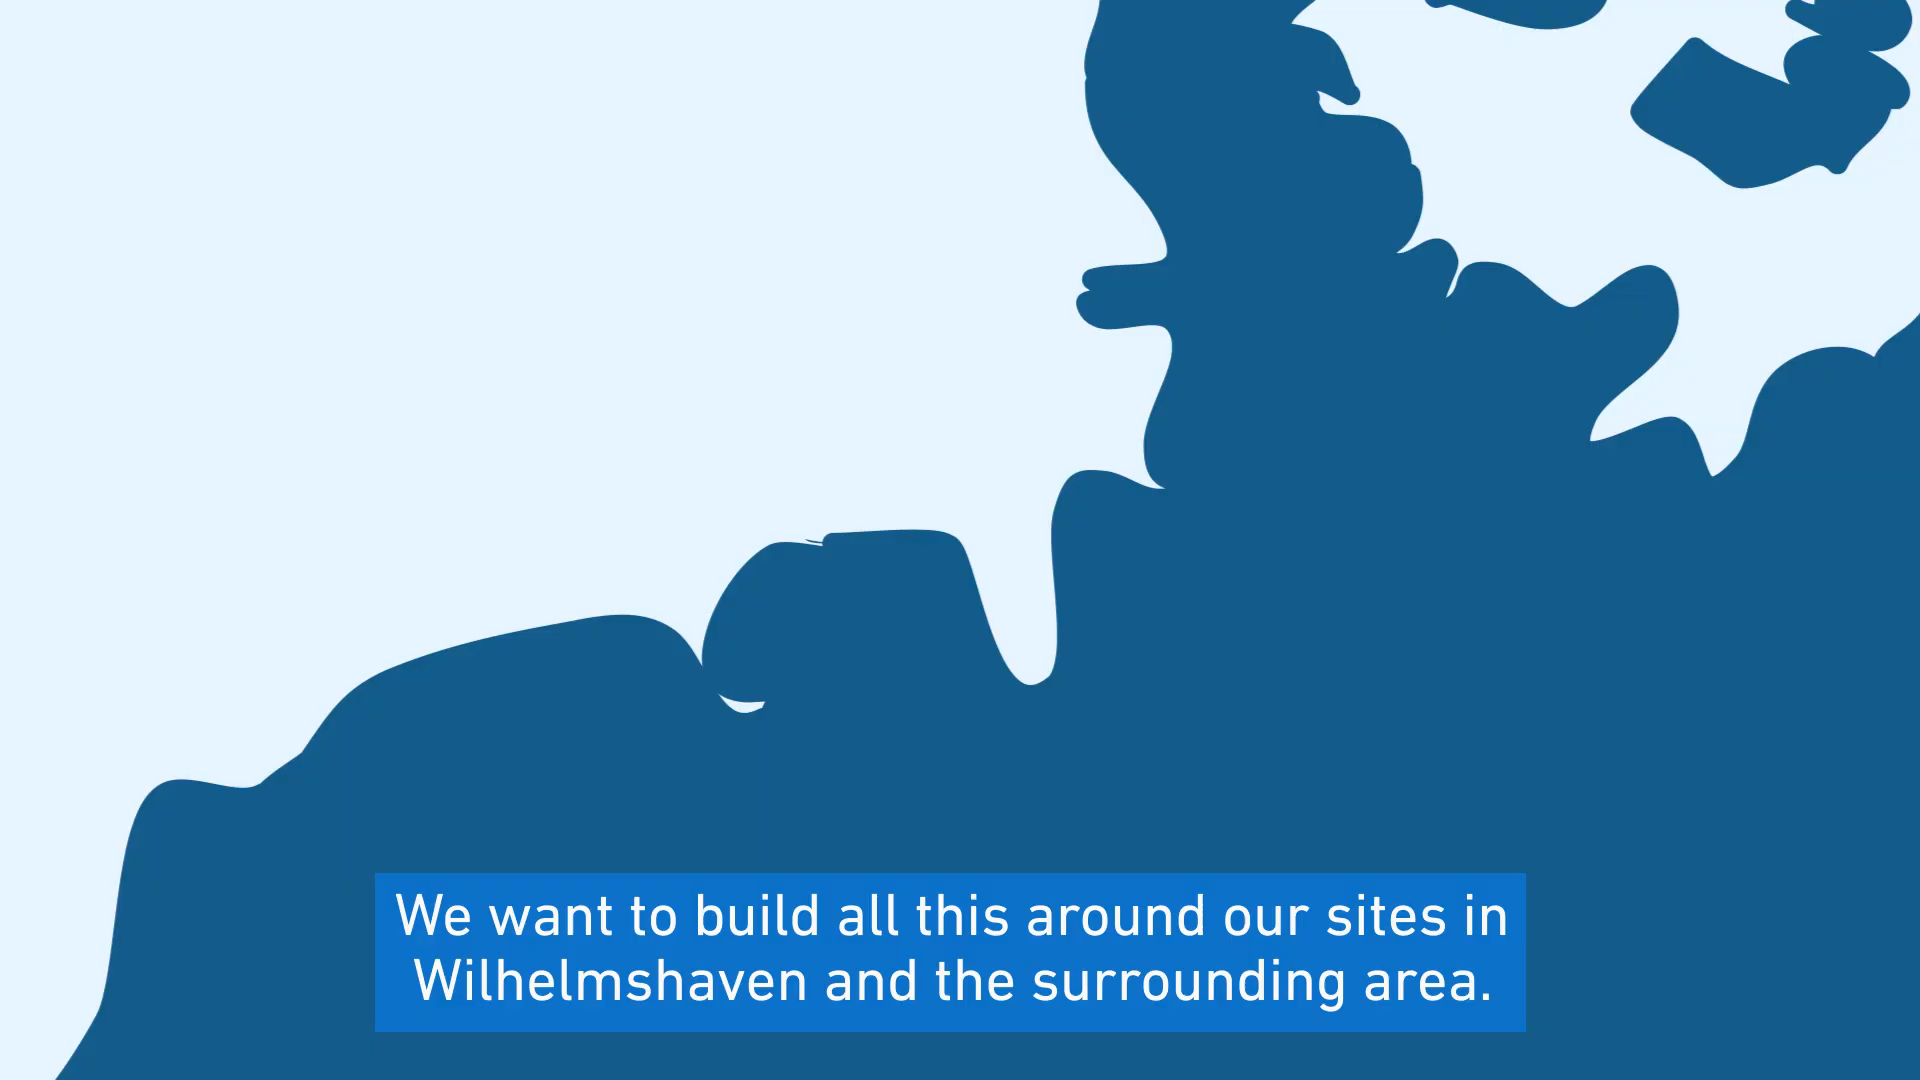 We want to build all this around our sites in
Wilhelmshaven and the surrounding area.